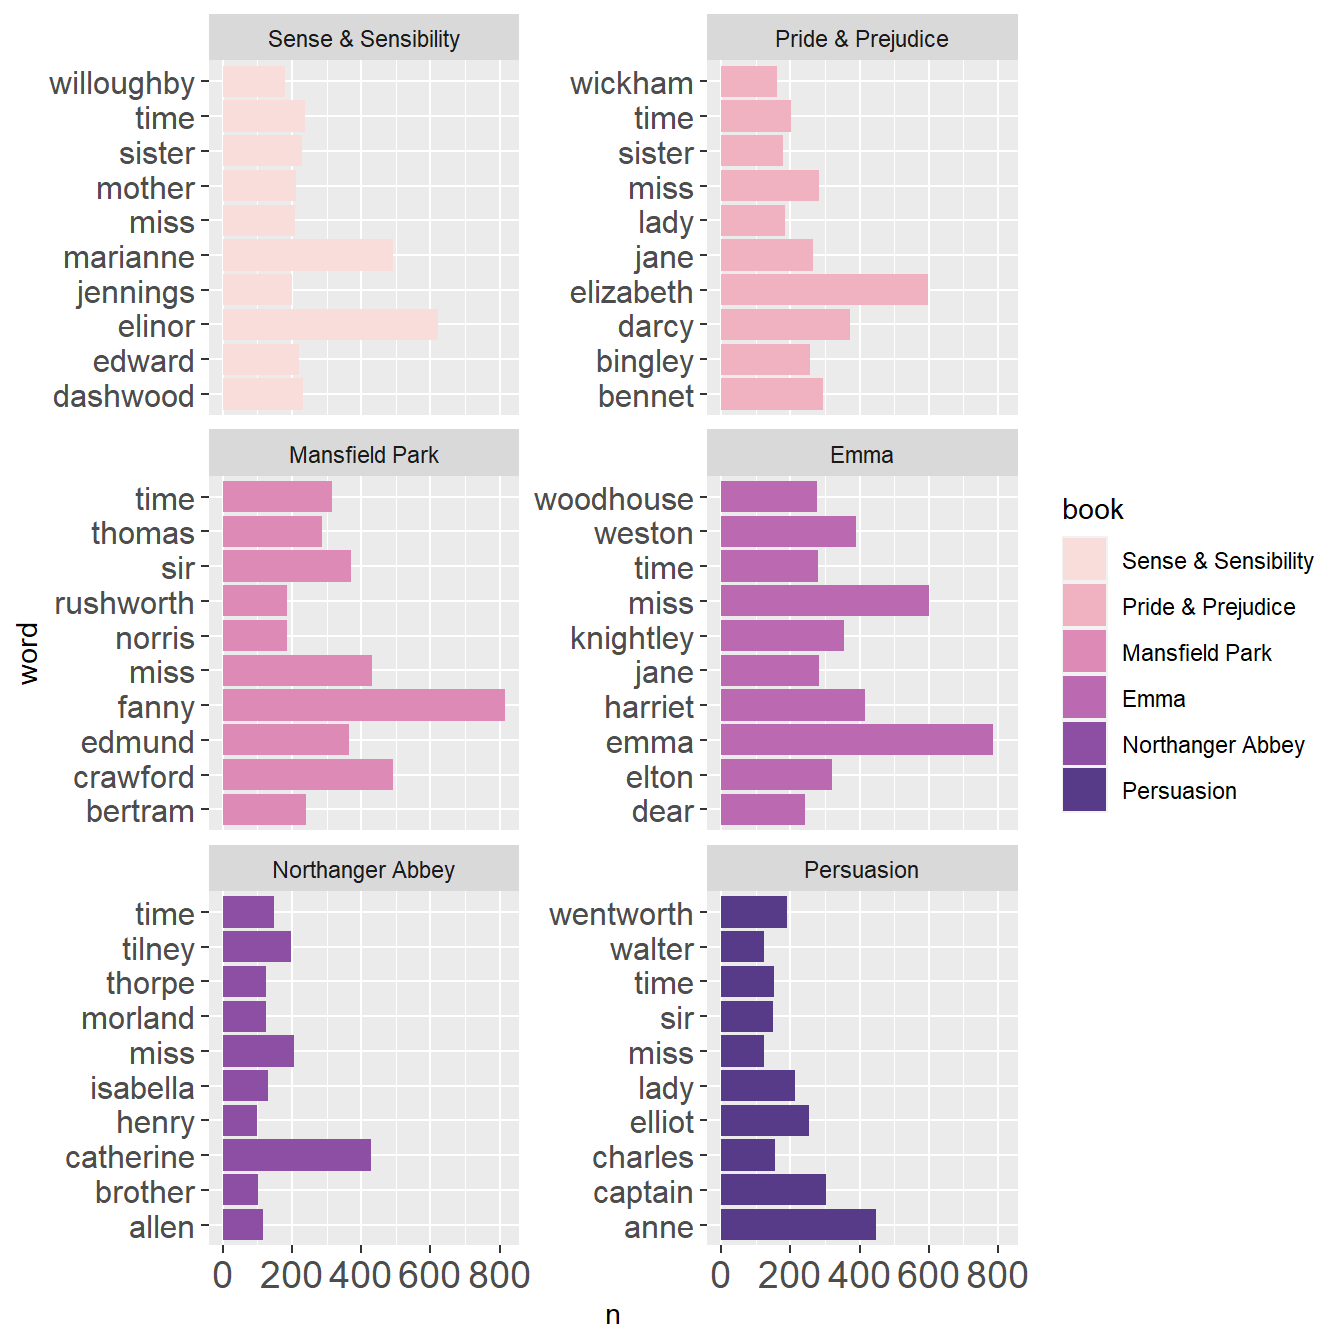 Sense & Sensibility
willoughby
time
sister
mother
miss
marianne
jennings
elinor
edward
dashwood
Pride & Prejudice
wickham
time
sister
miss
lady
jane
elizabeth
darcy
bingley
bennet
Mansfield Park
time
thomas
sir
rushworth
norris
miss
fanny
edmund
crawford
bertram
Emma
woodhouse
weston
time
miss
knightley
jane
harriet
emma
elton
dear
Northanger Abbey
time
tilney
thorpe
morland
miss
isabella
henry
catherine
brother
allen
0 200 400 600 800
Persuasion
wentworth
walter
time
sir
miss
lady
elliot
charles
captain
anne
0 200 400 600 800
word
n
book
Sense & Sensibility
Pride & Prejudice
Mansfield Park
Emma
Northanger Abbey
Persuasion